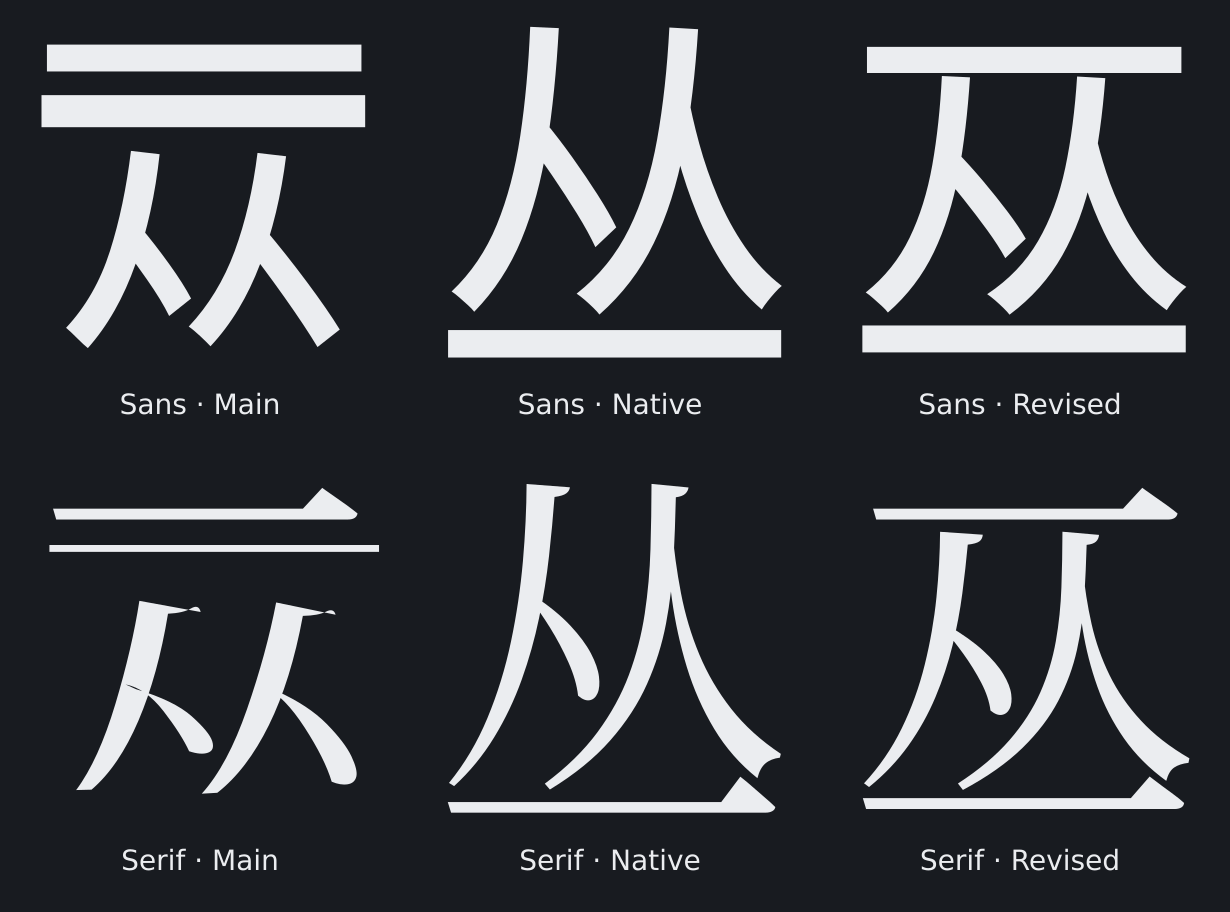 丛
Sans · Main
Sans · Native
Sans · Revised
丛
Serif · Main
Serif · Native
Serif · Revised